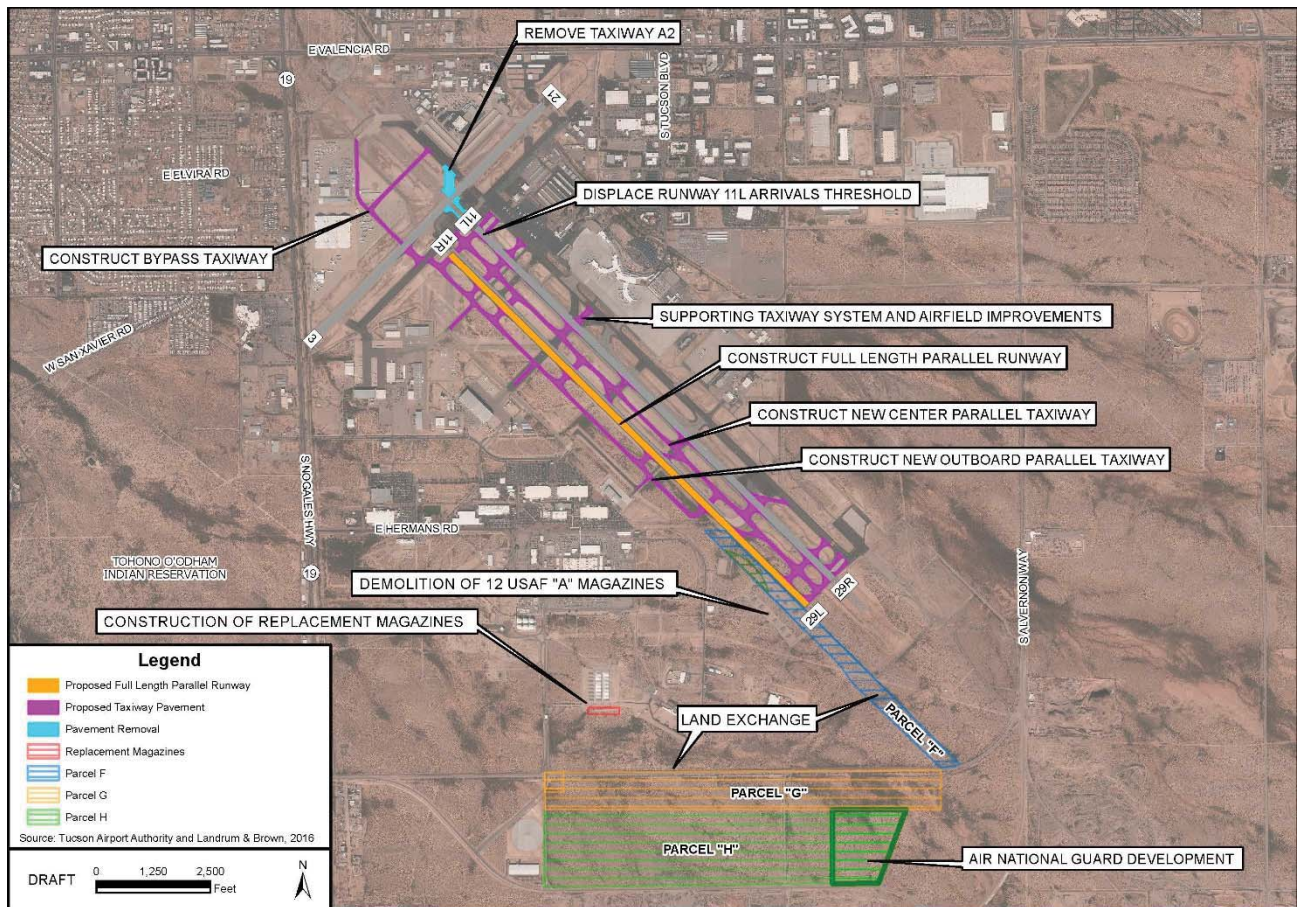 REMOVE TAXIWAY A2
E VALENCIA RD
19
S TUCSON BLVD
21
E ELVIRA RD
DISPLACE RUNWAY 11L ARRIVALS THRESHOLD
11L
11R
CONSTRUCT BYPASS TAXIWAY
3
SUPPORTING TAXIWAY SYSTEM AND AIRFIELD IMPROVEMENTS
W SAN XAVIER RD
CONSTRUCT FULL LENGTH PARALLEL RUNWAY
CONSTRUCT NEW CENTER PARALLEL TAXIWAY
CONSTRUCT NEW OUTBOARD PARALLEL TAXIWAY
S NOGALES HWY
E HERMANS RD
TOHONO O'ODHAM
INDIAN RESERVATION
19
DEMOLITION OF 12 USAF "A" MAGAZINES
29R
29L
S ALVERNON WAY
CONSTRUCTION OF REPLACEMENT MAGAZINES
LAND EXCHANGE
PARCEL "F"
PARCEL "G"
PARCEL "H"
AIR NATIONAL GUARD DEVELOPMENT
Legend
Proposed Full Length Parallel Runway
Proposed Taxiway Pavement
Pavement Removal
Replacement Magazines
Parcel F
Parcel G
Parcel H
Source: Tucson Airport Authority and Landrum & Brown, 2016
DRAFT
0 1,250 2,500
Feet
N